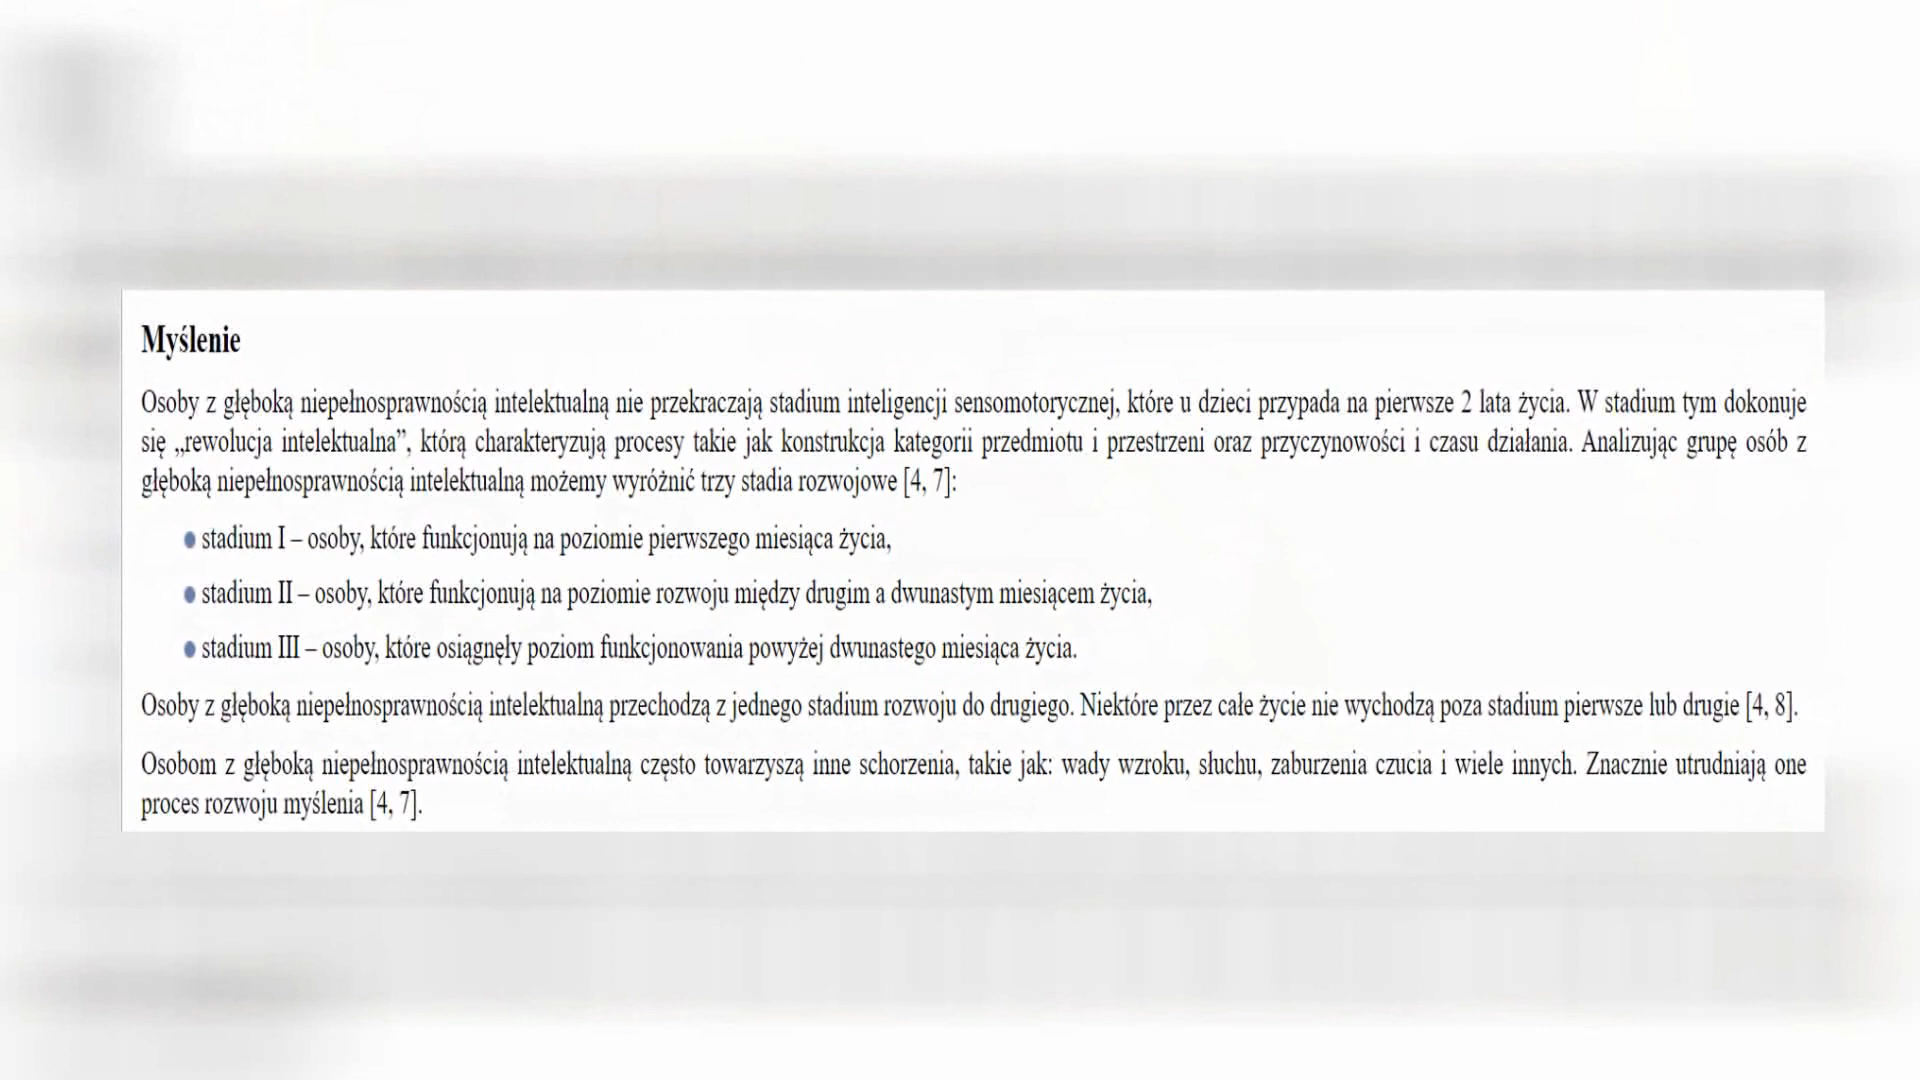 Myślenie
Osoby z głęboką niepełnosprawnością intelektualną nie przekraczają stadium inteligencji sensomotorycznej, które u dzieci przypada na pierwsze 2 lata życia. W stadium tym dokonuje
się „rewolucja intelektualna”, którą charakteryzują procesy takie jak konstrukcja kategorii przedmiotu i przestrzeni oraz przyczynowości i czasu działania. Analizując grupę osób z
głęboką niepełnosprawnością intelektualną możemy wyróżnić trzy stadia rozwojowe [4, 7]:
● stadium I – osoby, które funkcjonują na poziomie pierwszego miesiąca życia,
● stadium II – osoby, które funkcjonują na poziomie rozwoju między drugim a dwunastym miesiącem życia,
● stadium III – osoby, które osiągnęły poziom funkcjonowania powyżej dwunastego miesiąca życia.
Osoby z głęboką niepełnosprawnością intelektualną przechodzą z jednego stadium rozwoju do drugiego. Niektóre przez całe życie nie wychodzą poza stadium pierwsze lub drugie [4, 8].
Osobom z głęboką niepełnosprawnością intelektualną często towarzyszą inne schorzenia, takie jak: wady wzroku, słuchu, zaburzenia czucia i wiele innych. Znacznie utrudniają one
proces rozwoju myślenia [4, 7].